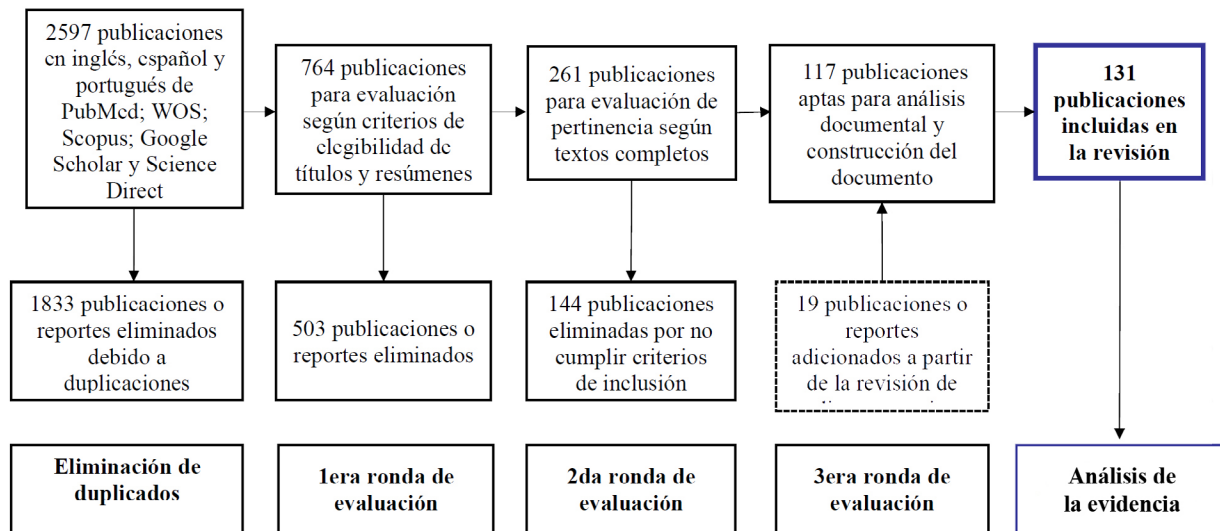 2597 publicaciones
en inglés, español y
portugués de
PubMed; WOS;
Scopus; Google
Scholar y Science
Direct
764 publicaciones
para evaluación
según criterios de
elegibilidad de
títulos y resúmenes
261 publicaciones
para evaluación de
pertinencia según
textos completos
117 publicaciones
aptas para análisis
documental y
construcción del
documento
131
publicaciones
incluidas en
la revisión
1833 publicaciones o
reportes eliminados
debido a
duplicaciones
503 publicaciones o
reportes eliminados
144 publicaciones
eliminadas por no
cumplir criterios
de inclusión
19 publicaciones o
reportes
adicionados a partir
de la revisión de
Eliminación de
duplicados
1era ronda de
evaluación
2da ronda de
evaluación
3era ronda de
evaluación
Análisis de
la evidencia